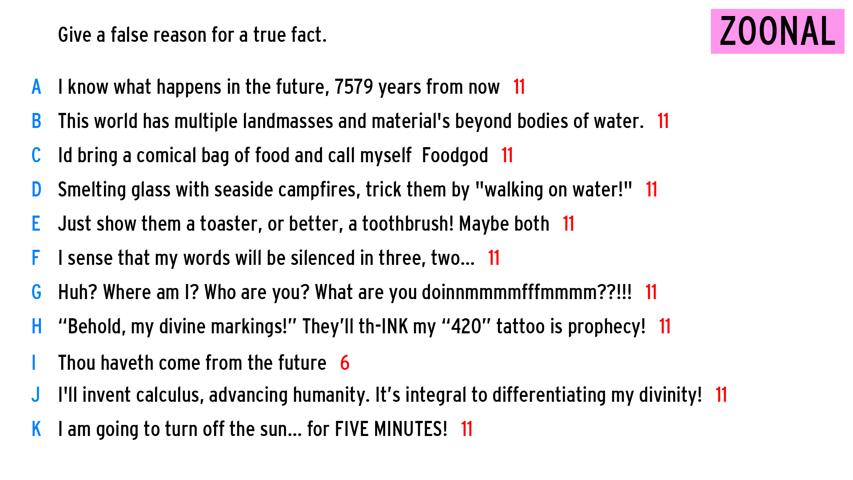 Give a false reason for a true fact.
ZOONAL
A I know what happens in the future, 7579 years from now 11
B This world has multiple landmasses and material's beyond bodies of water. 11
C Id bring a comical bag of food and call myself Foodgod 11
D Smelting glass with seaside campfires, trick them by "walking on water!" 11
E Just show them a toaster, or better, a toothbrush! Maybe both 11
F I sense that my words will be silenced in three, two... 11
G Huh? Where am I? Who are you? What are you doinnmmmmfffmmmm??!!! 11
H “Behold, my divine markings!” They’ll th-INK my “420” tattoo is prophecy! 11
I Thou haveth come from the future 6
J I'll invent calculus, advancing humanity. It’s integral to differentiating my divinity! 11
K I am going to turn off the sun... for FIVE MINUTES! 11